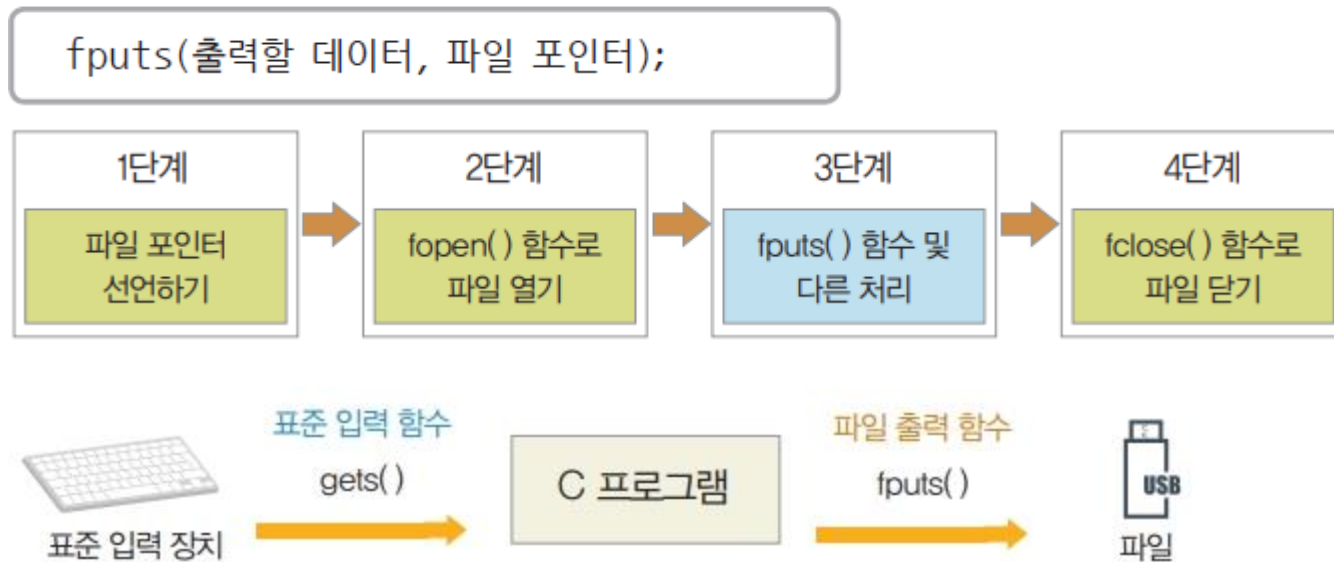 fputs(출력할 데이터, 파일 포인터);
1단계
파일 포인터
선언하기
2단계
fopen( ) 함수로
파일 열기
3단계
fputs( ) 함수 및
다른 처리
4단계
fclose( ) 함수로
파일 닫기
표준 입력 장치
표준 입력 함수
gets( )
C 프로그램
파일 출력 함수
fputs( )
USB
파일